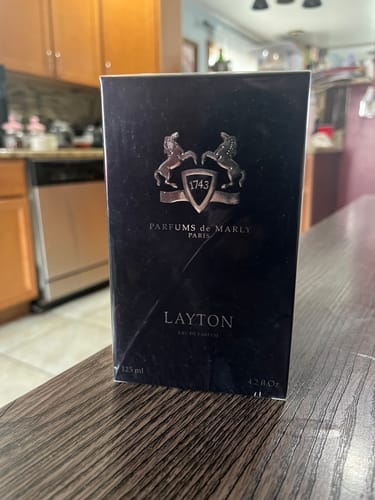 1743
PARFUMS de MARLY
PARIS
LAYTON
EAU DE PARFUM
125 ml 4.2 fl.Oz